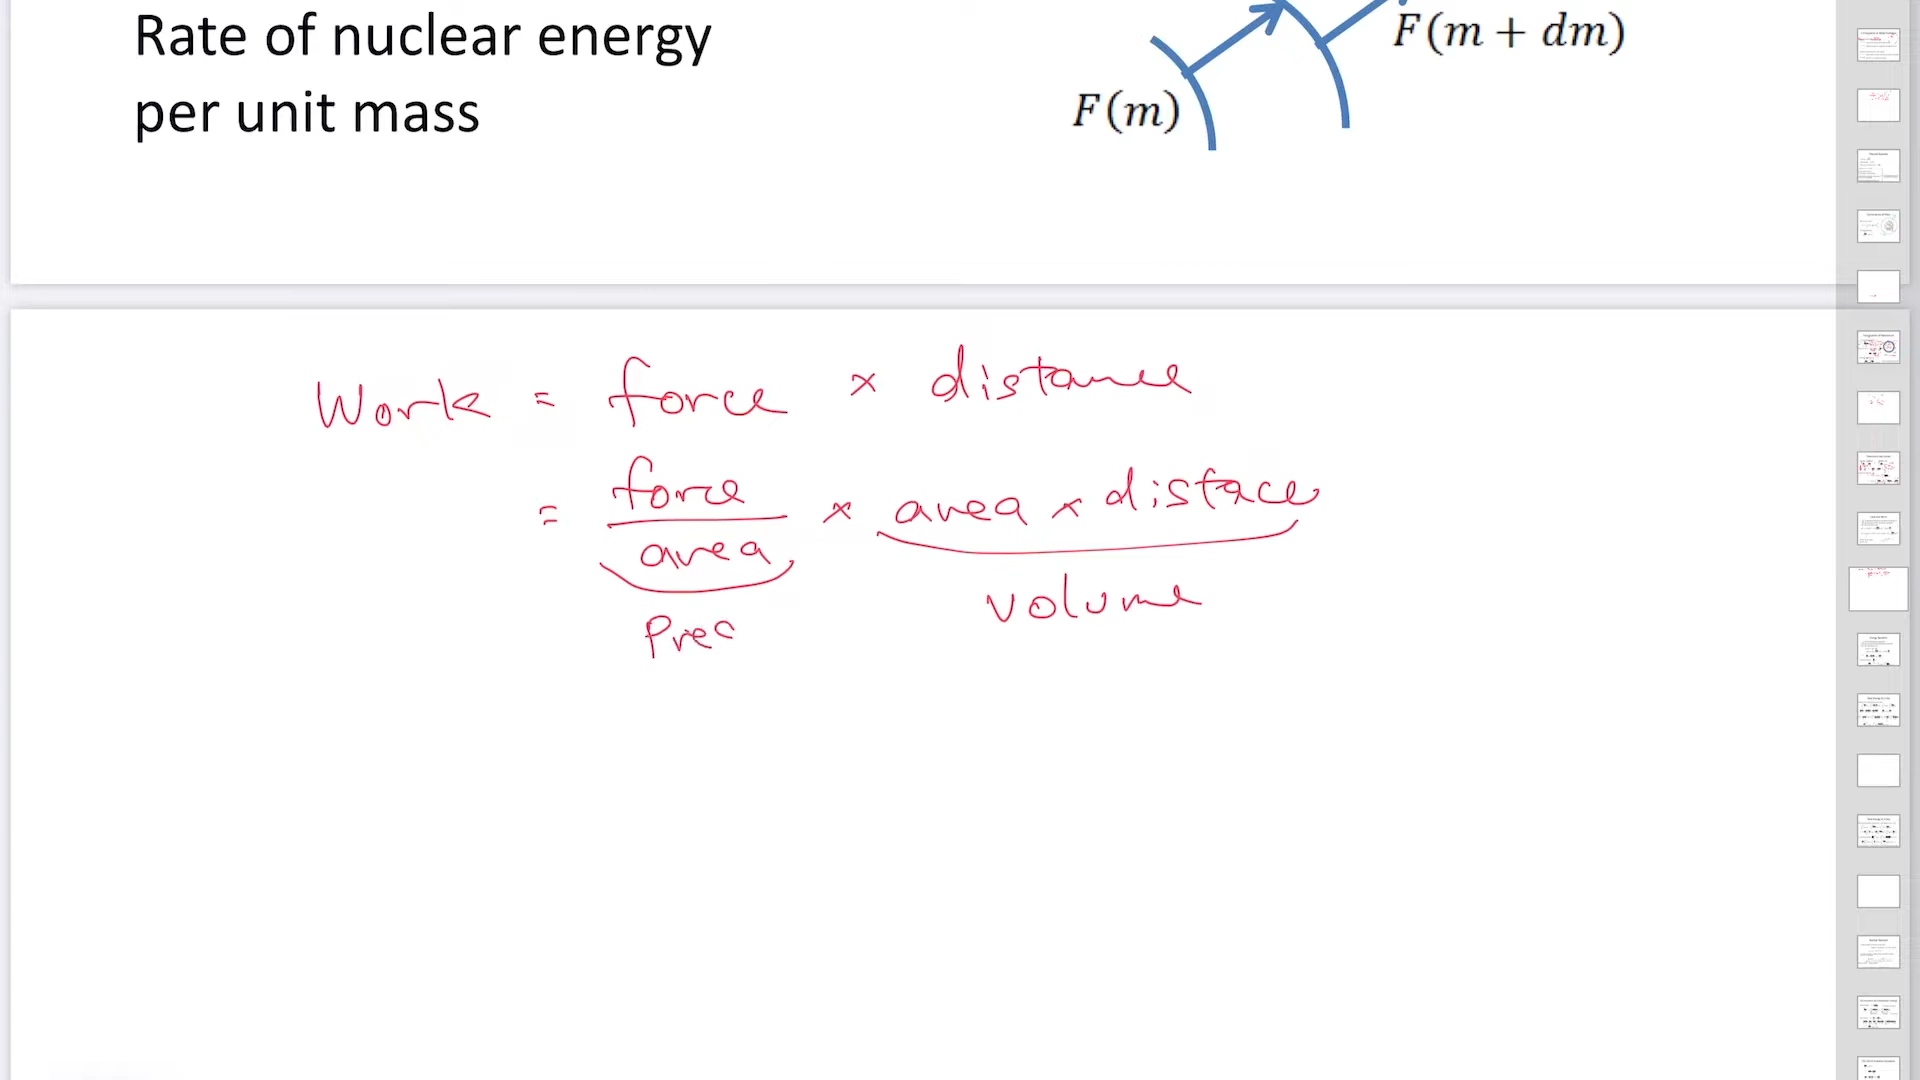 Rate of nuclear energy
per unit mass
F(m + dm)
F(m)
Work = force × distance
= force / area × area × distace
Pres
volume